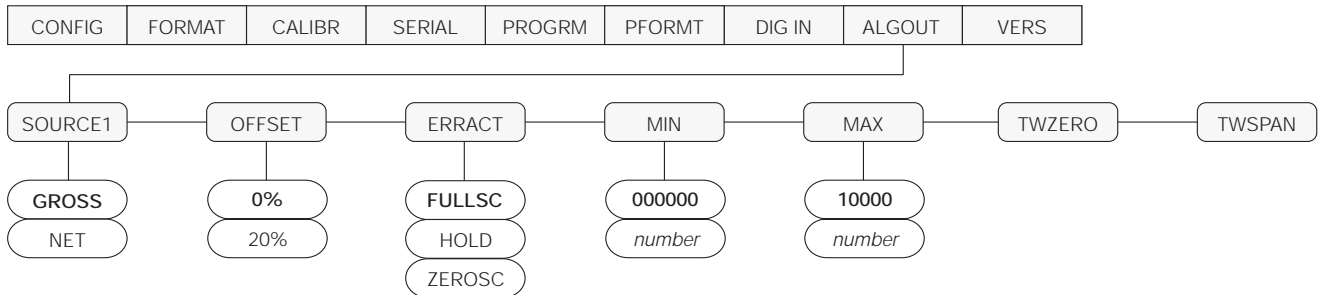 CONFIG FORMAT CALIBR SERIAL PROGRM PFORMT DIG IN ALGOUT VERS
SOURCE1 OFFSET ERRACT MIN MAX TWZERO TWSPAN
GROSS 0% FULLSC 000000 10000
NET 20% HOLD number number
ZEROSC